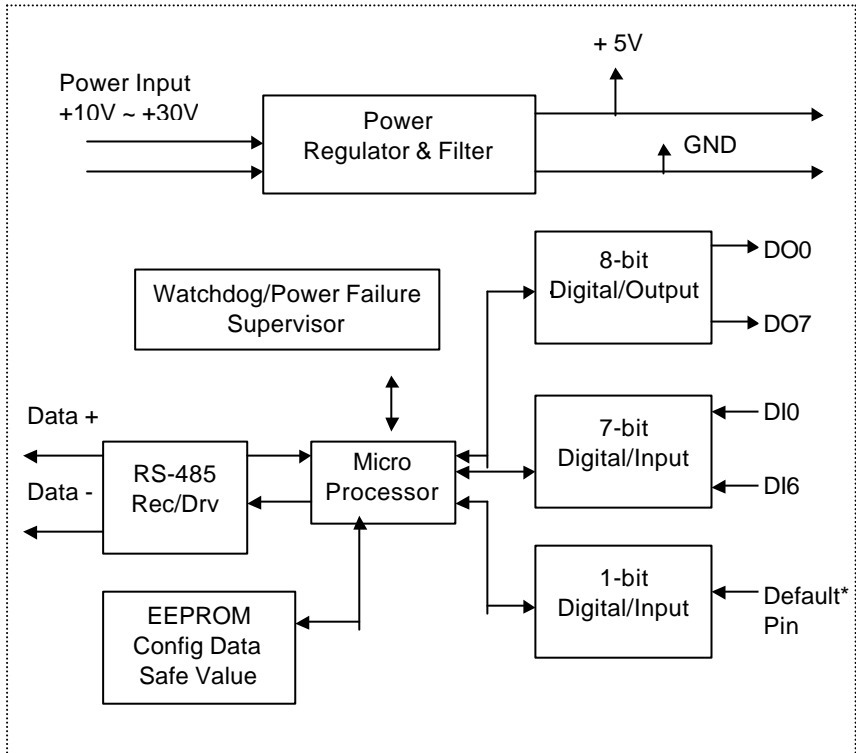 + 5V
Power Input
+10V ~ +30V
Power
Regulator & Filter
GND
Watchdog/Power Failure
Supervisor
8-bit
Digital/Output
DO0
DO7
Data +
Data -
RS-485
Rec/Drv
Micro
Processor
7-bit
Digital/Input
DI0
DI6
EEPROM
Config Data
Safe Value
1-bit
Digital/Input
Default*
Pin